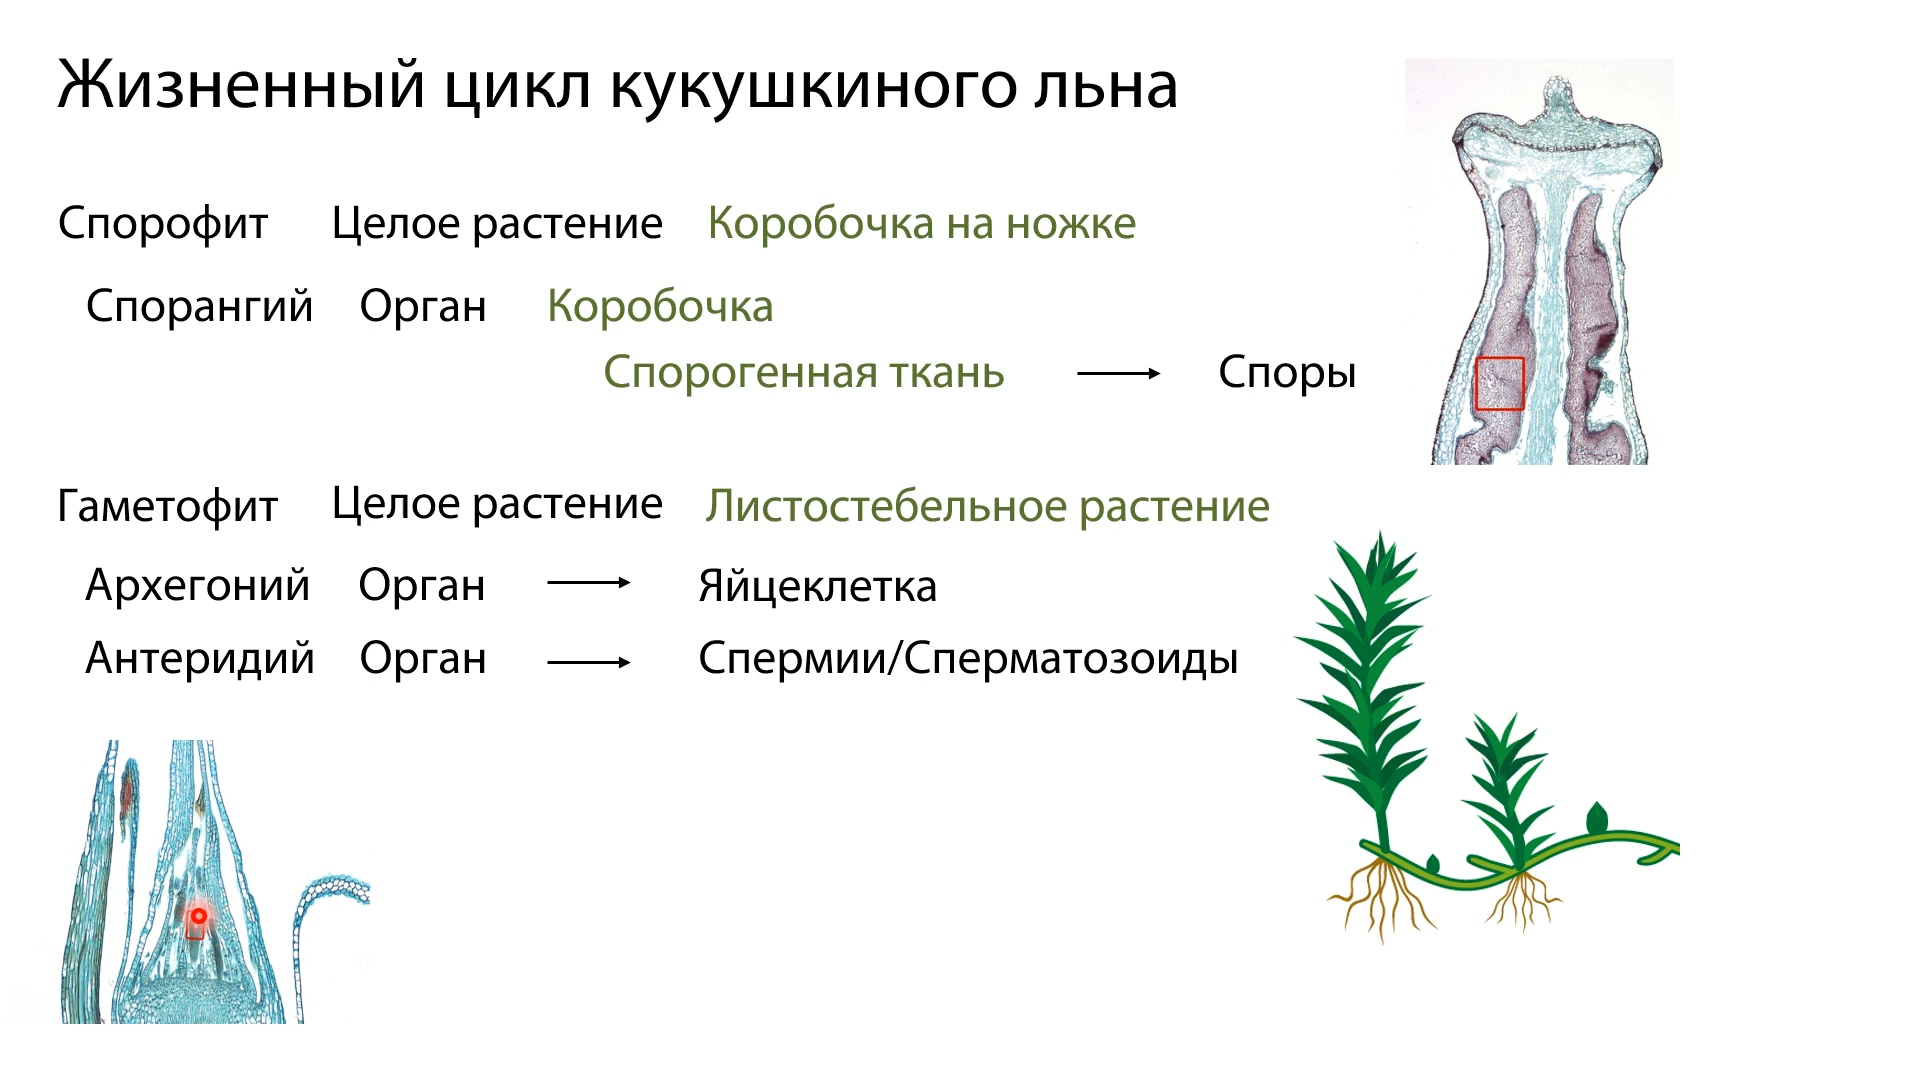 Жизненный цикл кукушкиного льна
Спорофит Целое растение Коробочка на ножке
Спорангий Орган Коробочка
Спорогенная ткань Споры
Гаметофит Целое растение Листостебельное растение
Архегоний Орган Яйцеклетка
Антеридий Орган Спермии/Сперматозоиды